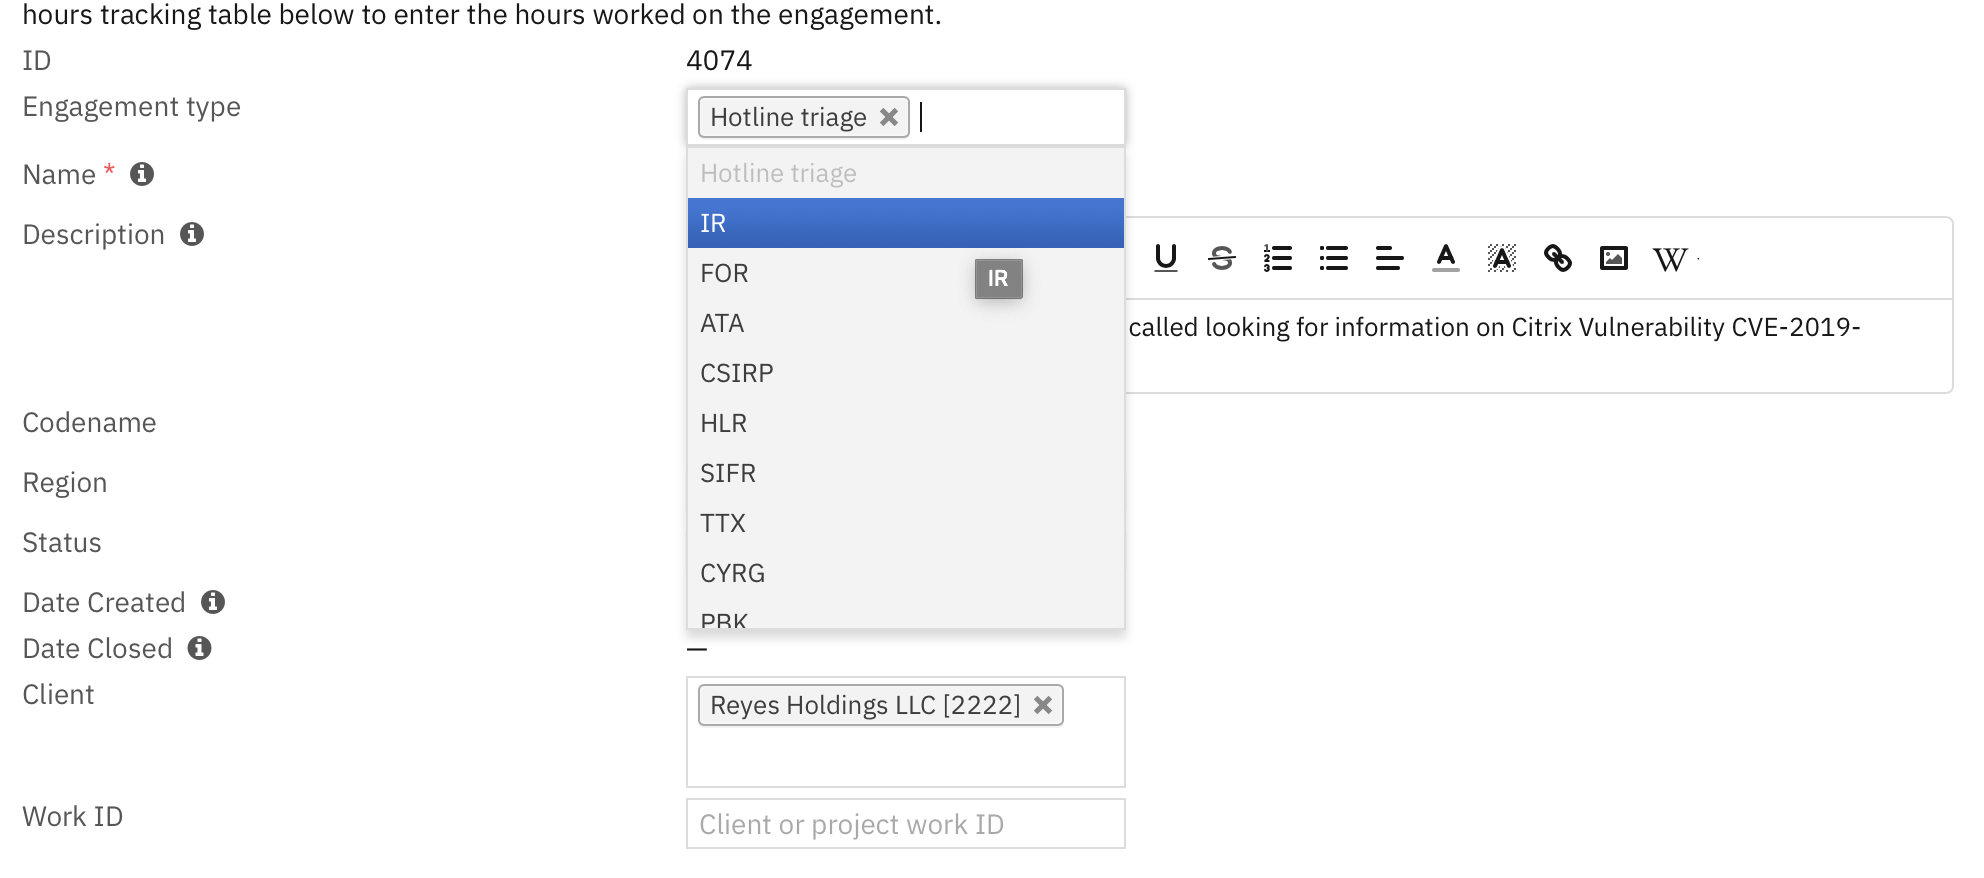 hours tracking table below to enter the hours worked on the engagement.
ID 4074
Engagement type Hotline triage
Hotline triage
Name *
IR
Description
FOR
IR
ATA
called looking for information on Citrix Vulnerability CVE-2019-
CSIRP
Codename HLR
Region SIFR
Status TTX
CYRG
Date Created
PBK
Date Closed —
Client Reyes Holdings LLC [2222]
Work ID Client or project work ID